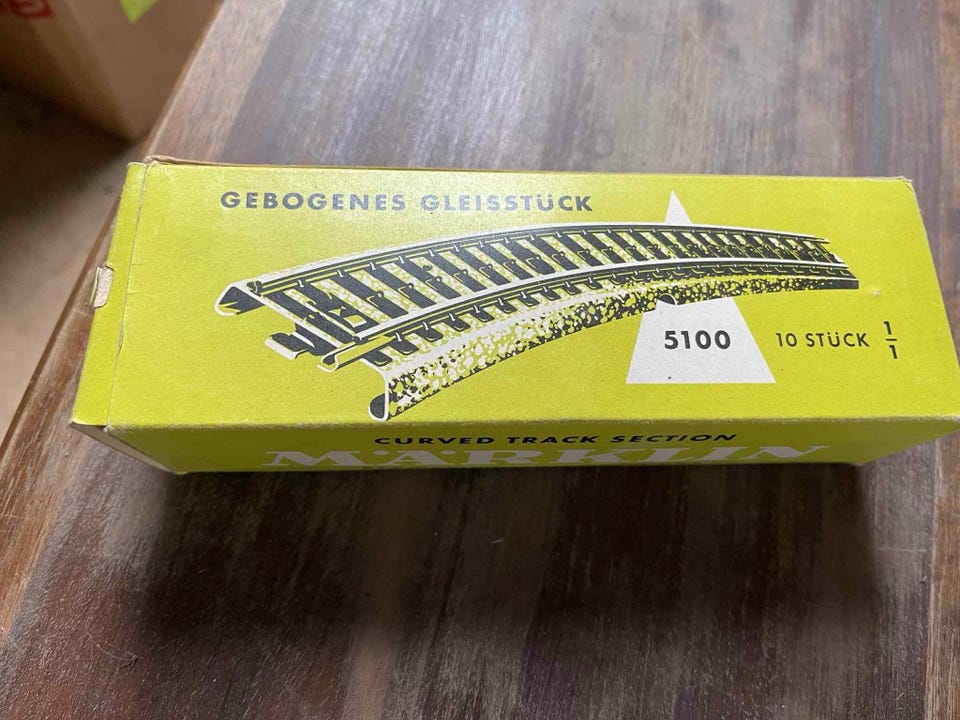 GEBOGENES GLEISSTÜCK
5100
10 STÜCK 1/1
CURVED TRACK SECTION
MÄRKLIN